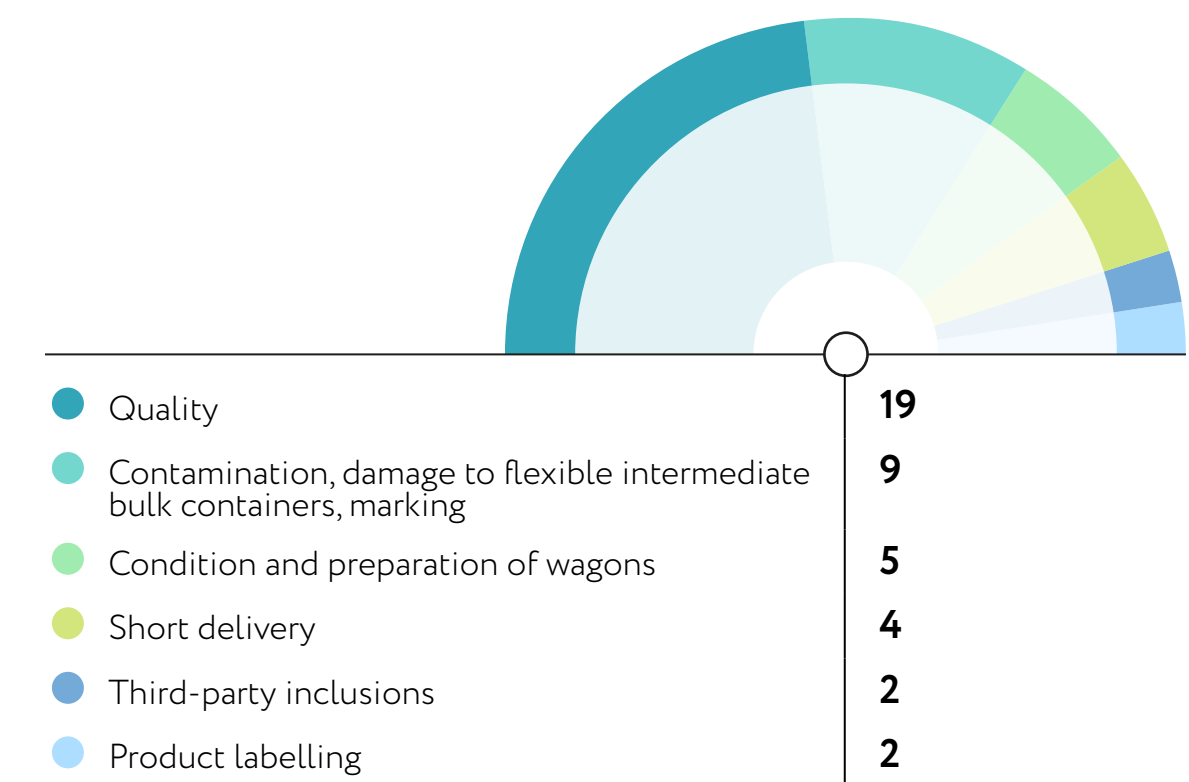 Quality 19
Contamination, damage to flexible intermediate 9
bulk containers, marking
Condition and preparation of wagons 5
Short delivery 4
Third-party inclusions 2
Product labelling 2